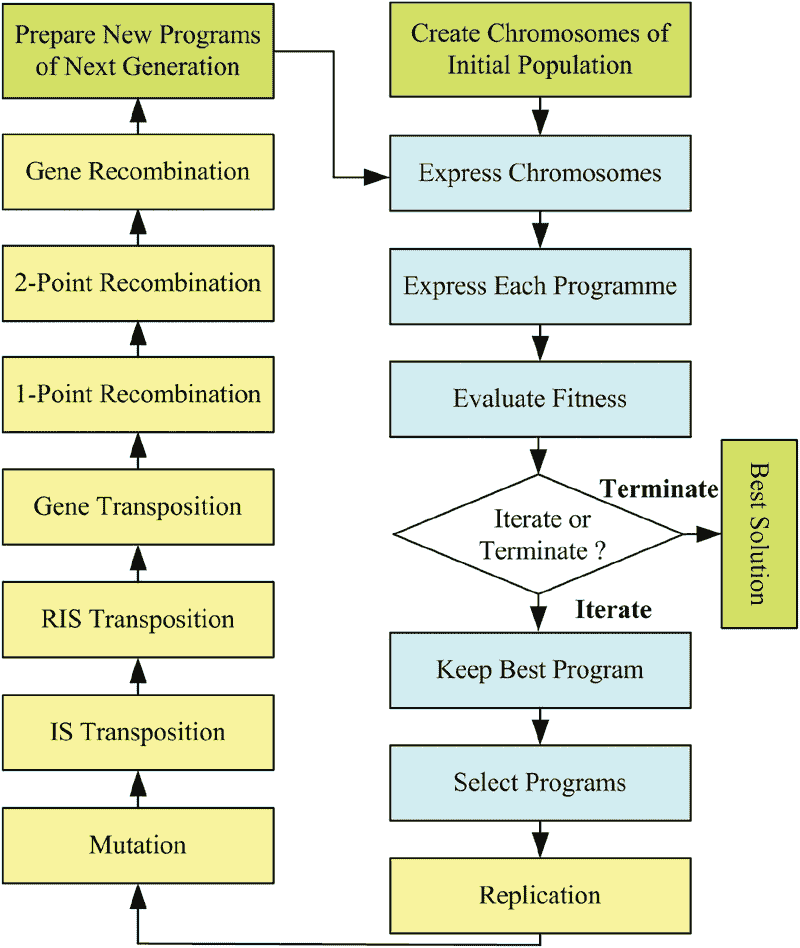 Prepare New Programs
of Next Generation
Gene Recombination
2-Point Recombination
1-Point Recombination
Gene Transposition
RIS Transposition
IS Transposition
Mutation
Create Chromosomes of
Initial Population
Express Chromosomes
Express Each Programme
Evaluate Fitness
Iterate or
Terminate ?
Terminate
Best Solution
Iterate
Keep Best Program
Select Programs
Replication